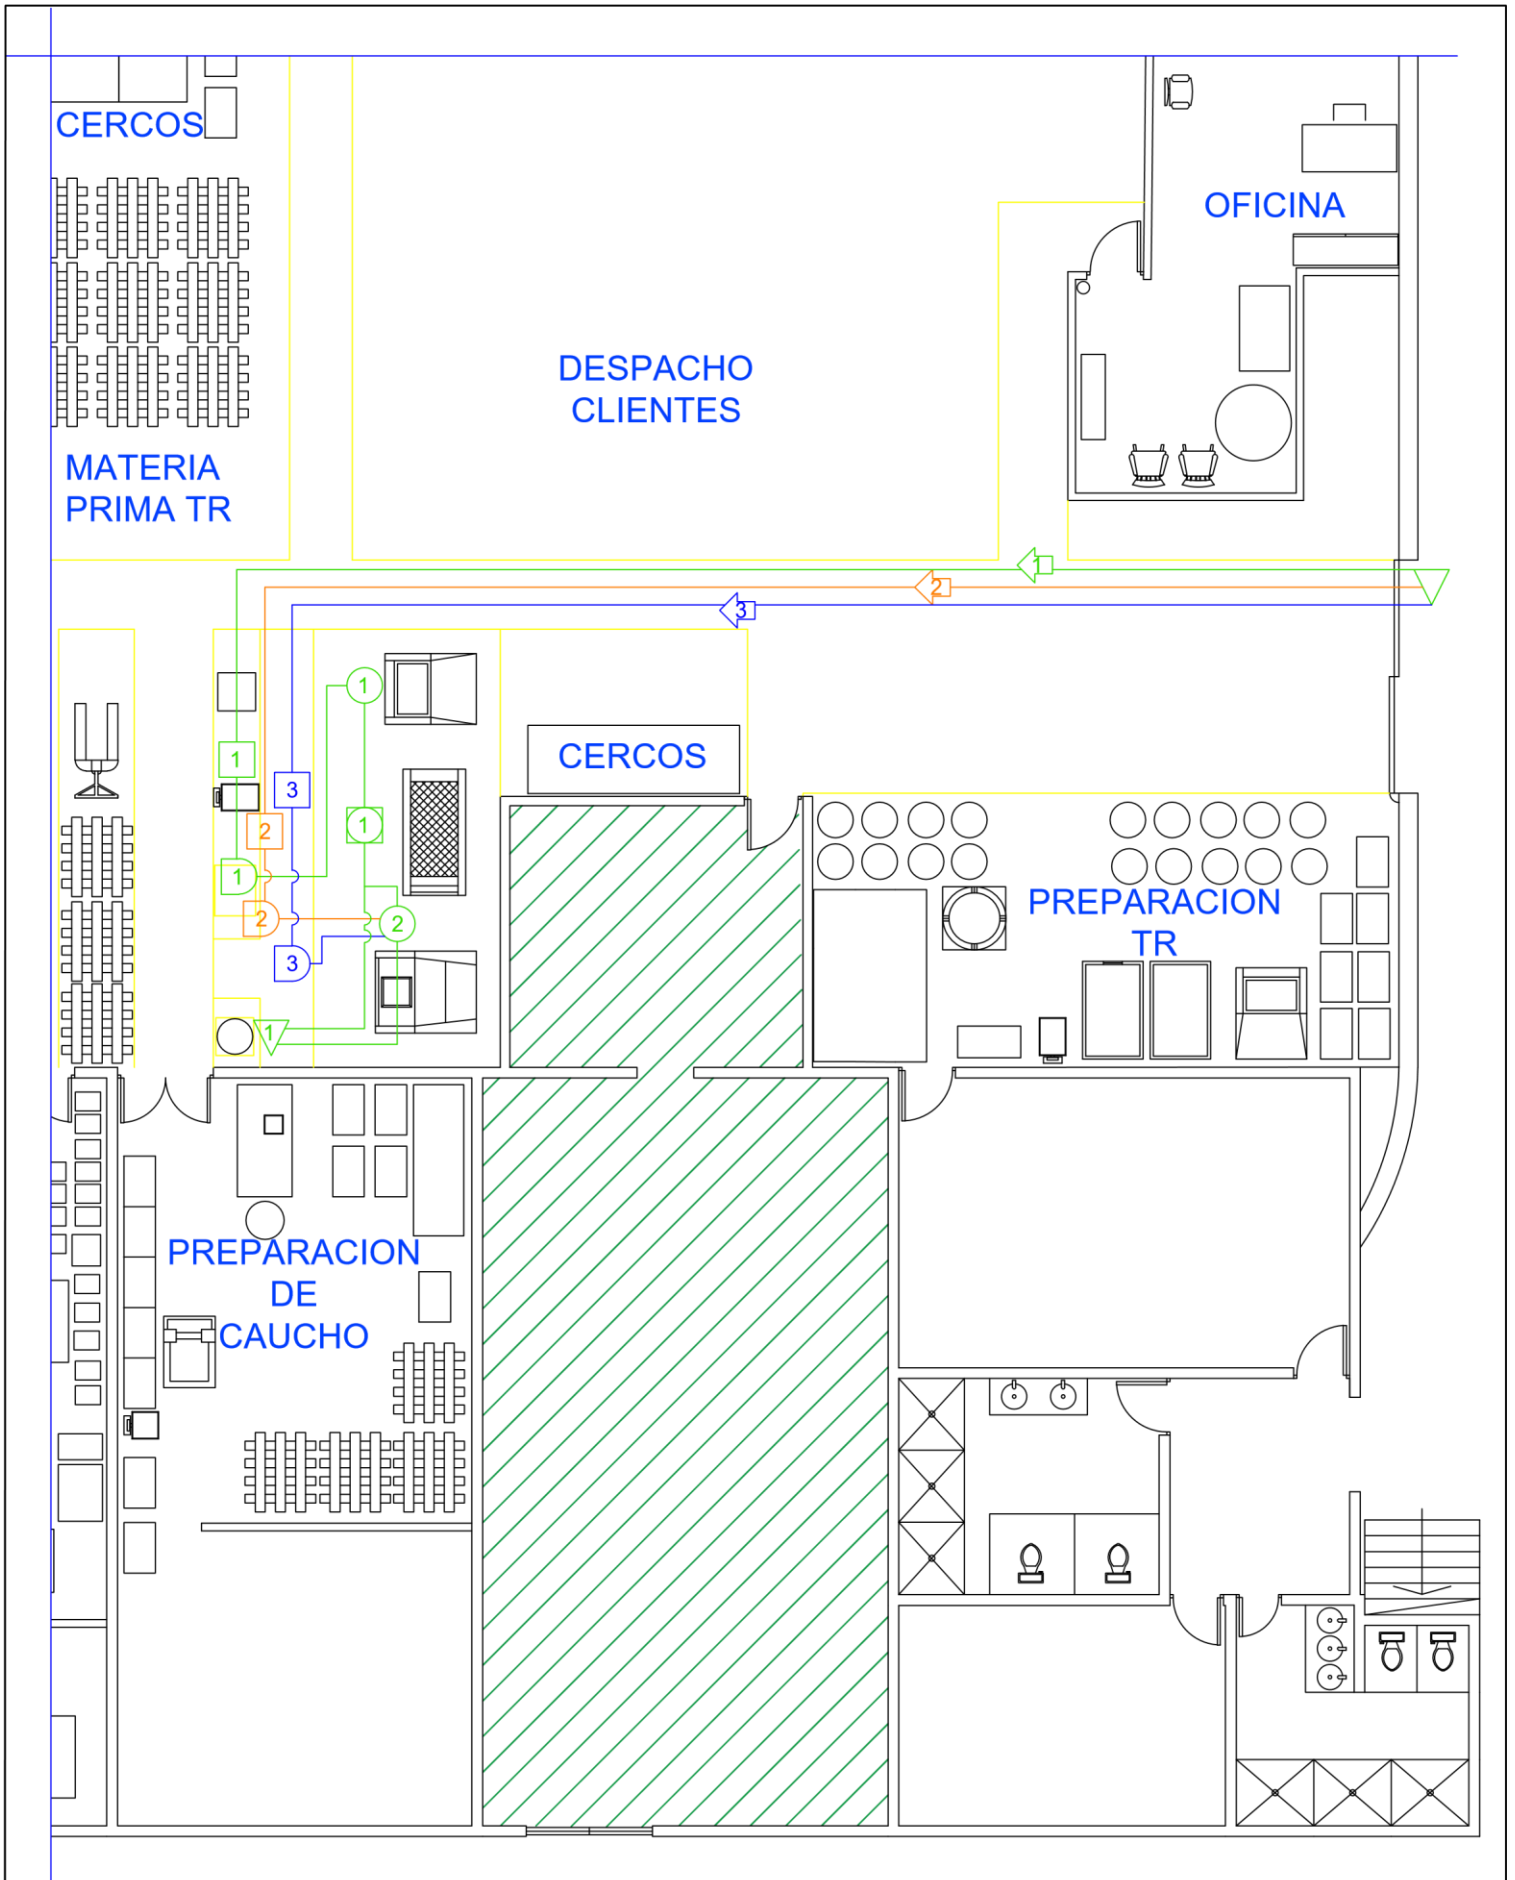 CERCOS
OFICINA
DESPACHO
CLIENTES
MATERIA
PRIMA TR
1
2
3
1
1
3
CERCOS
2
1
1
2
2
3
PREPARACION
TR
1
PREPARACION
DE
CAUCHO